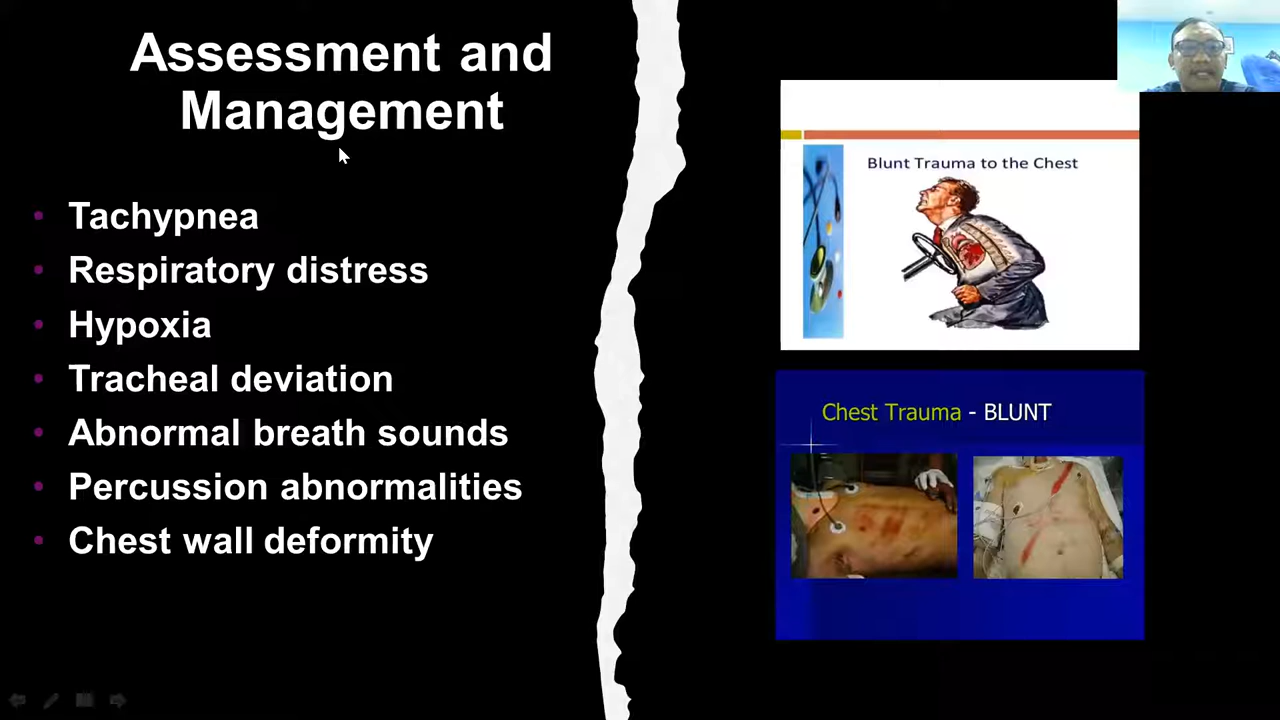 Assessment and
Management
Tachypnea
Respiratory distress
Hypoxia
Tracheal deviation
Abnormal breath sounds
Percussion abnormalities
Chest wall deformity
Blunt Trauma to the Chest
Chest Trauma - BLUNT